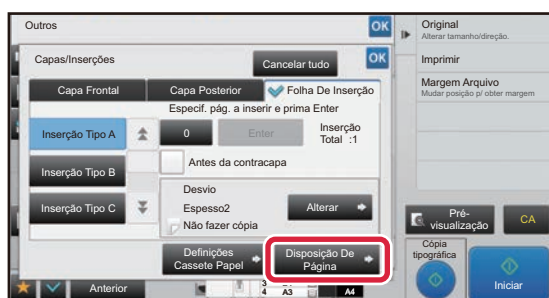 Outros
OK
Capas/Inserções
Cancelar tudo
OK
Capa Frontal
Capa Posterior
Folha De Inserção
Especif. pág. a inserir e prima Enter
Inserção Tipo A
0
Enter
Inserção
Total :1
Antes da contracapa
Inserção Tipo B
Inserção Tipo C
Desvio
Espesso2
Não fazer cópia
Alterar
Definições
Cassete Papel
Disposição De
Página
Anterior
3
4
A3
A4
Original
Alterar tamanho/direção.
Imprimir
Margem Arquivo
Mudar posição p/ obter margem
Pré-
visualização
CA
Cópia
tipográfica
Iniciar